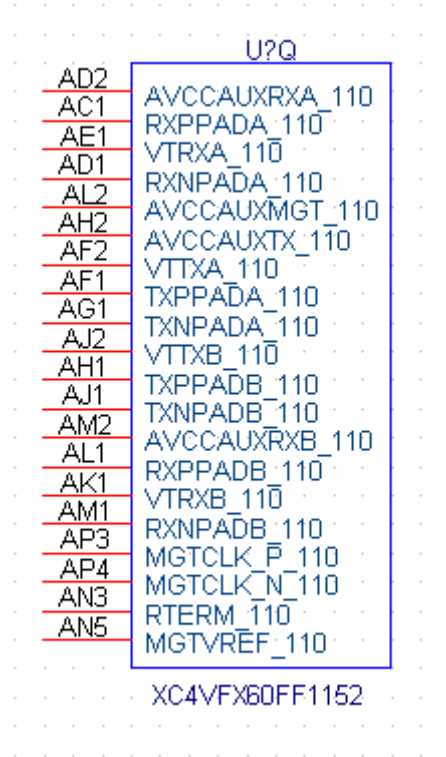 U?Q
AD2 AVCCAUXRXA_110
AC1 RXPPADA_110
AE1 VTRXA_110
AD1 RXNPADA_110
AL2 AVCCAUXMGT_110
AH2 AVCCAUXTX_110
AF2 VTTXA_110
AF1 TXPPADA_110
AG1 TXNPADA_110
AJ2 VTTXB_110
AH1 TXPPADB_110
AJ1 TXNPADB_110
AM2 AVCCAUXRXB_110
AL1 RXPPADB_110
AK1 VTRXB_110
AM1 RXNPADB_110
AP3 MGTCLK_P_110
AP4 MGTCLK_N_110
AN3 RTERM_110
AN5 MGTVREF_110
XC4VFX60FF1152